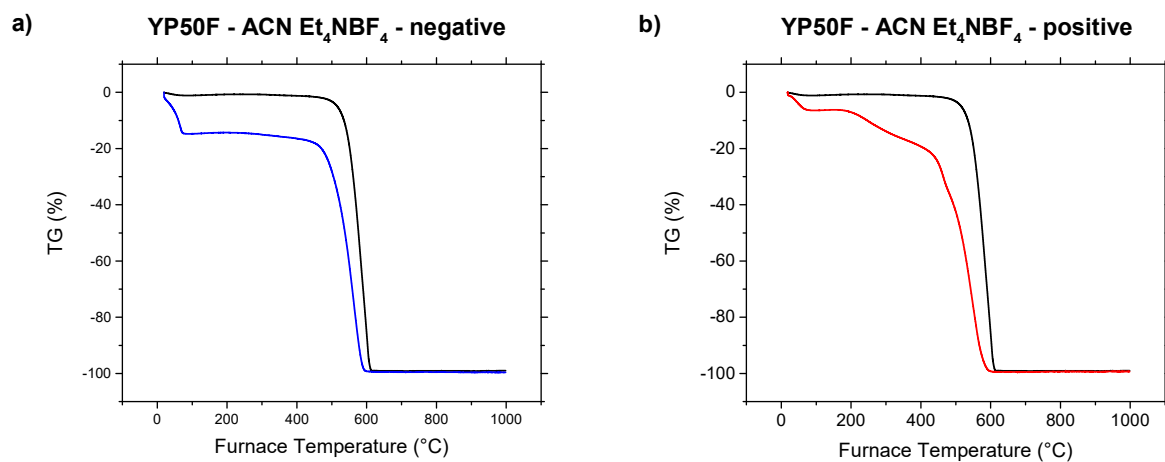 a)
YP50F - ACN Et₄NBF₄ - negative
0
-20
-40
-60
-80
-100
TG (%)
0 200 400 600 800 1000
Furnace Temperature (°C)
b)
YP50F - ACN Et₄NBF₄ - positive
0
-20
-40
-60
-80
-100
TG (%)
0 200 400 600 800 1000
Furnace Temperature (°C)